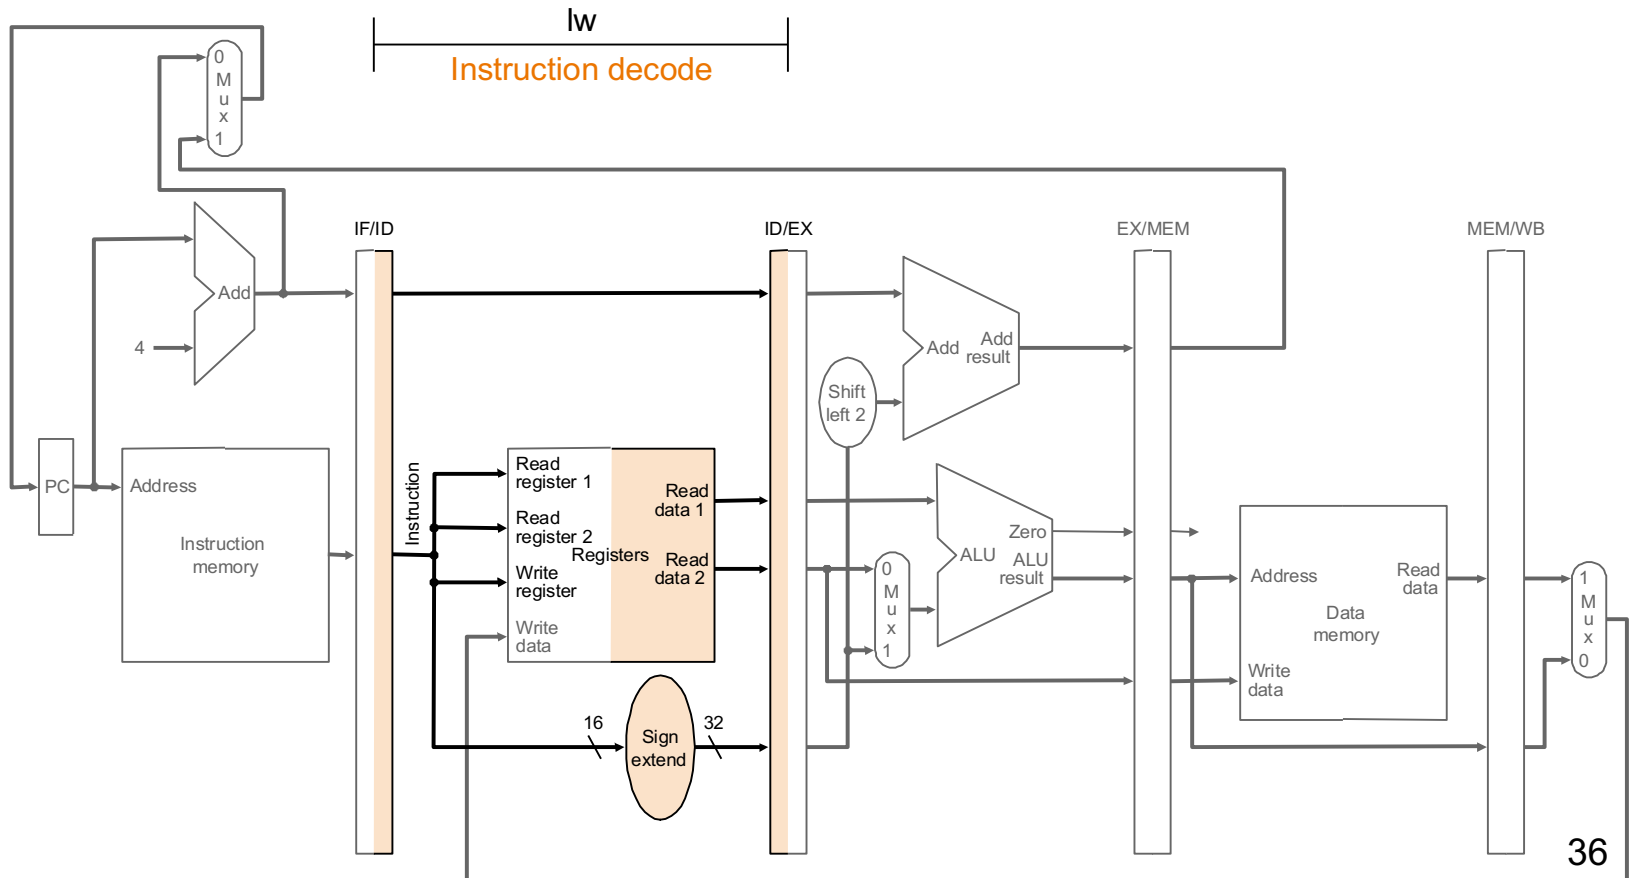 lw
Instruction decode
0
M
u
x
1
IF/ID
ID/EX
EX/MEM
MEM/WB
Add
4
Add
Add
result
Shift
left 2
PC
Address
Instruction
memory
Instruction
Read
register 1
Read
register 2
Write
register
Write
data
Registers
Read
data 1
Read
data 2
16
Sign
extend
32
0
M
u
x
1
ALU
Zero
ALU
result
Address
Write
data
Data
memory
Read
data
1
M
u
x
0
36